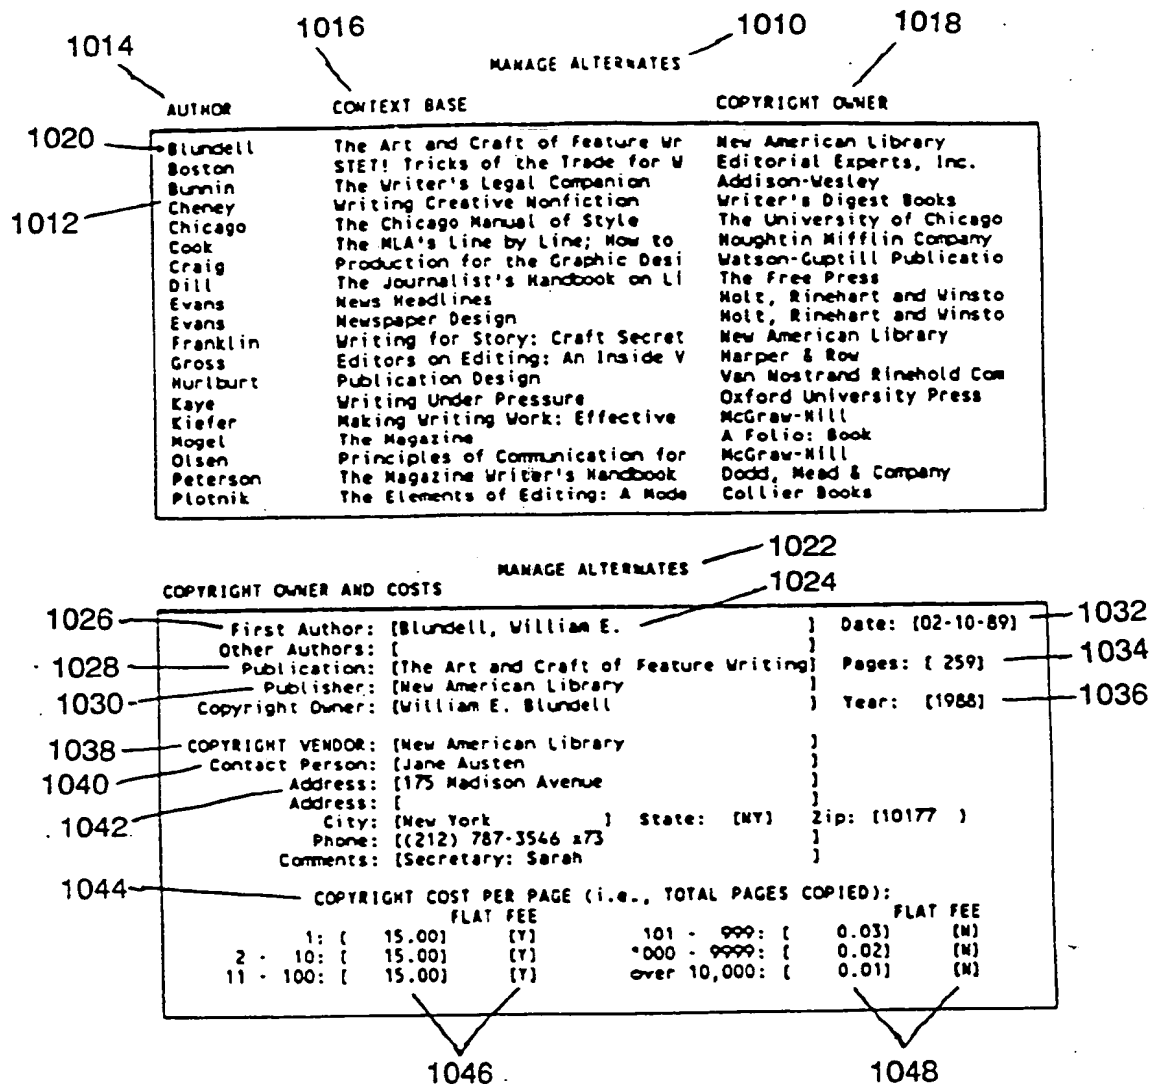 1010
1016
1018
1014
MANAGE ALTERNATES
AUTHOR CONTEXT BASE COPYRIGHT OWNER
1020
Blundell The Art and Craft of Feature Wr New American Library
Boston STET! Tricks of the Trade for W Editorial Experts, Inc.
Bunnin The Writer's Legal Companion Addison-Wesley
1012
Cheney Writing Creative Nonfiction Writer's Digest Books
Chicago The Chicago Manual of Style The University of Chicago
Cook The MLA's Line by Line; How to Houghtin Mifflin Company
Craig Production for the Graphic Desi Watson-Guptill Publicatio
Dill The Journalist's Handbook on Li The Free Press
Evans News Headlines Holt, Rinehart and Winsto
Evans Newspaper Design Holt, Rinehart and Winsto
Franklin Writing for Story: Craft Secret New American Library
Gross Editors on Editing: An Inside V Harper & Row
Hurlburt Publication Design Van Nostrand Rinehold Com
Kaye Writing Under Pressure Oxford University Press
Kiefer Making Writing Work: Effective McGraw-Hill
Mogel The Magazine A Folio: Book
Olsen Principles of Communication for McGraw-Hill
Peterson The Magazine Writer's Handbook Dodd, Mead & Company
Plotnik The Elements of Editing: A Mode Collier Books
1022
MANAGE ALTERNATES
1024
COPYRIGHT OWNER AND COSTS
1026 First Author: [Blundell, William E. ] Date: [02-10-89] 1032
Other Authors: [ ]
1028 Publication: [The Art and Craft of Feature Writing] Pages: [ 259] 1034
1030 Publisher: [New American Library ]
Copyright Owner: [William E. Blundell ] Year: [1988] 1036
1038 COPYRIGHT VENDOR: [New American Library ]
1040 Contact Person: [Jane Austen ]
1042 Address: [175 Madison Avenue ]
Address: [ ]
City: [New York ] State: [NY] Zip: [10177 ]
Phone: [(212) 787-3546 x73 ]
Comments: [Secretary: Sarah ]
1044 COPYRIGHT COST PER PAGE (i.e., TOTAL PAGES COPIED):
FLAT FEE FLAT FEE
1: [ 15.00] [Y] 101 - 999: [ 0.03] [N]
2 - 10: [ 15.00] [Y] 000 - 9999: [ 0.02] [N]
11 - 100: [ 15.00] [Y] over 10,000: [ 0.01] [N]
1046 1048